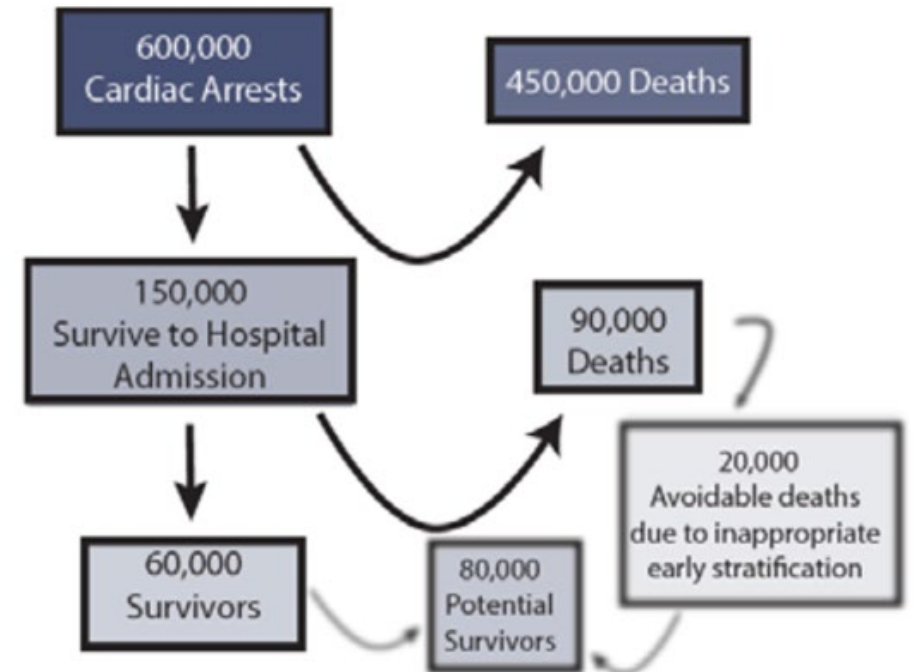 600,000
Cardiac Arrests
450,000 Deaths
150,000
Survive to Hospital
Admission
90,000
Deaths
20,000
Avoidable deaths
due to inappropriate
early stratification
60,000
Survivors
80,000
Potential
Survivors